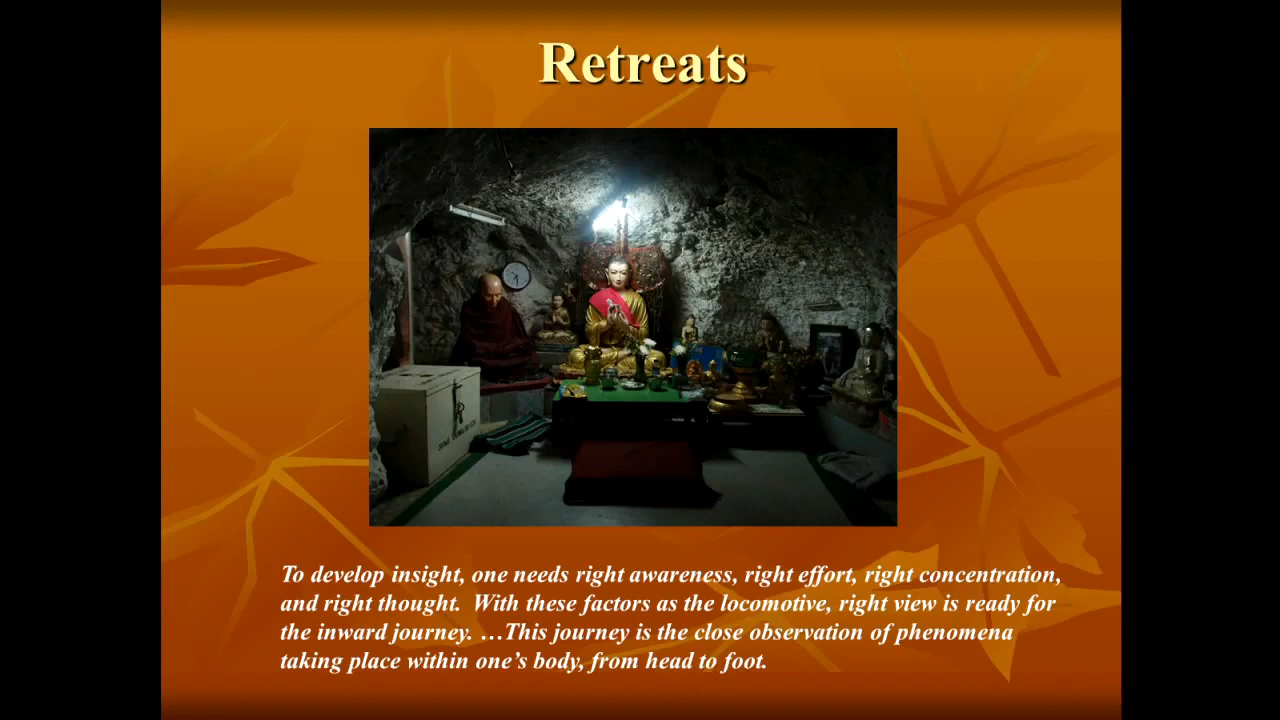 Retreats
To develop insight, one needs right awareness, right effort, right concentration,
and right thought.  With these factors as the locomotive, right view is ready for
the inward journey. …This journey is the close observation of phenomena
taking place within one’s body, from head to foot.